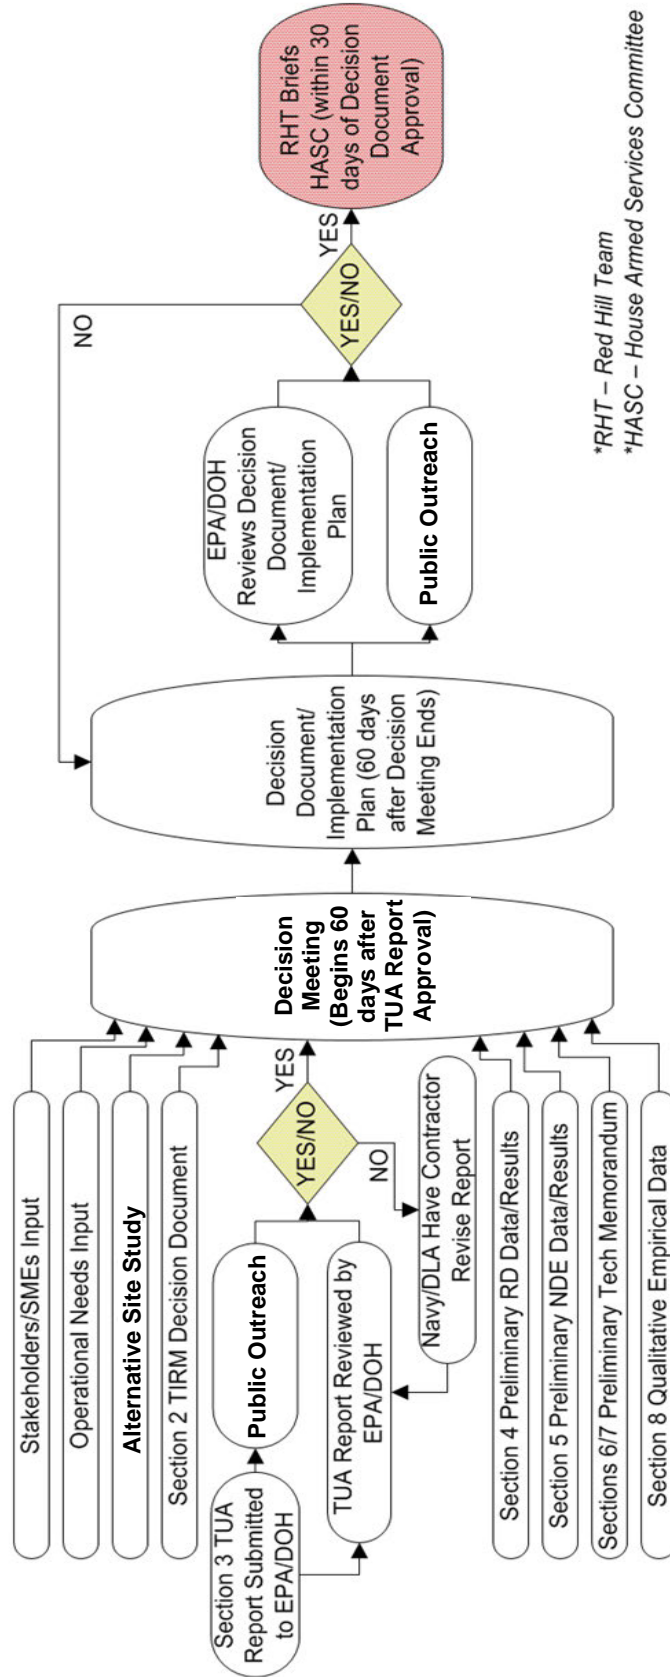 Stakeholders/SMEs Input
Operational Needs Input
Alternative Site Study
Section 2 TIRM Decision Document
Section 3 TUA
Report Submitted
to EPA/DOH
Public Outreach
TUA Report Reviewed by
EPA/DOH
YES/NO
YES
NO
Navy/DLA Have Contractor
Revise Report
Section 4 Preliminary RD Data/Results
Section 5 Preliminary NDE Data/Results
Sections 6/7 Preliminary Tech Memorandum
Section 8 Qualitative Empirical Data
Decision
Meeting
(Begins 60
days after
TUA Report
Approval)
Decision
Document/
Implementation
Plan (60 days
after Decision
Meeting Ends)
EPA/DOH
Reviews Decision
Document/
Implementation
Plan
Public Outreach
YES/NO
NO
YES
RHT Briefs
HASC (within 30
days of Decision
Document
Approval)
*RHT – Red Hill Team
*HASC – House Armed Services Committee